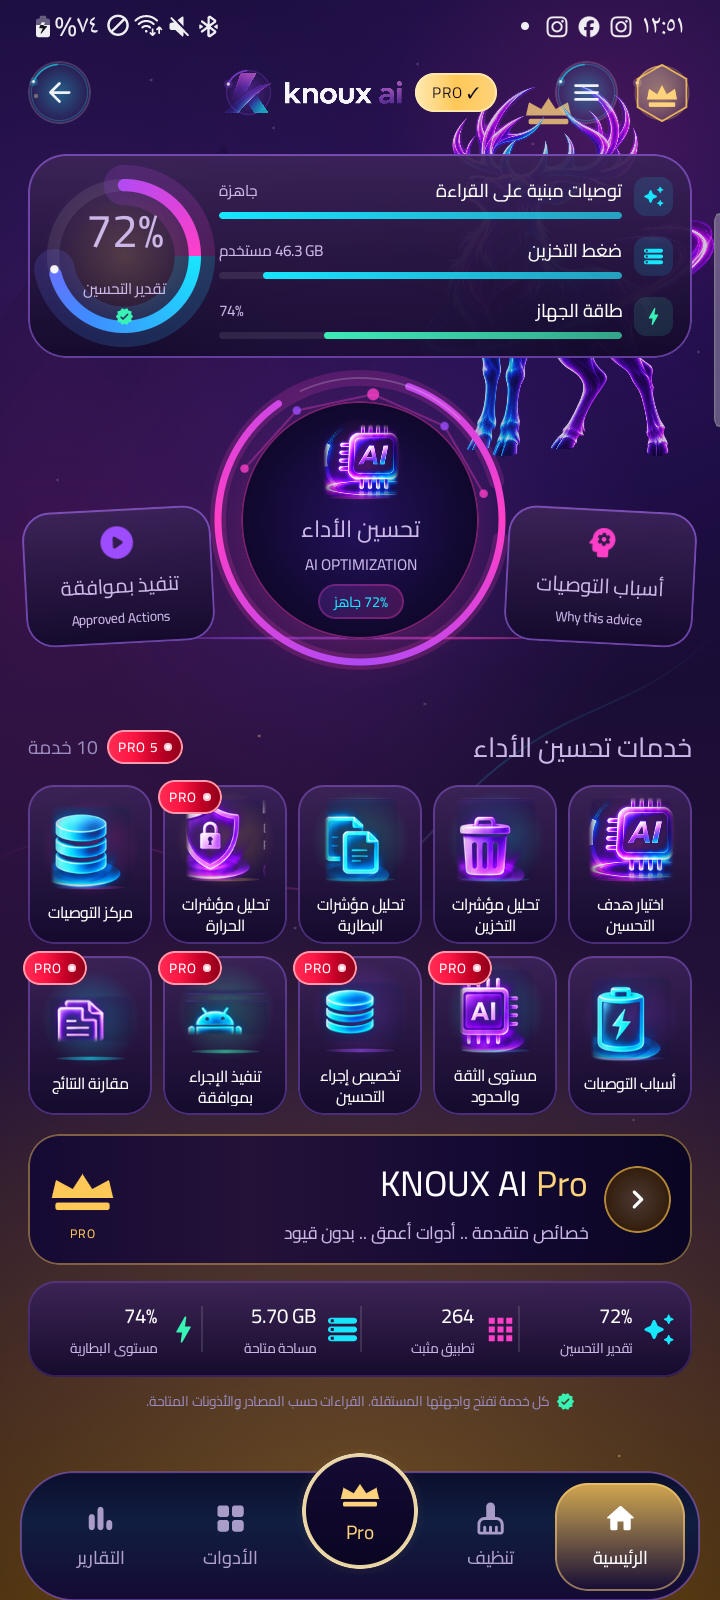 ١٢:٥١
%٧٤
knoux ai
PRO ✓
توصيات مبنية على القراءة
جاهزة
ضغط التخزين
46.3 GB مستخدم
طاقة الجهاز
74%
72%
تقدير التحسين
AI
تحسين الأداء
AI OPTIMIZATION
72% جاهز
أسباب التوصيات
Why this advice
تنفيذ بموافقة
Approved Actions
خدمات تحسين الأداء
PRO 5
10 خدمة
AI
اختيار هدف
التحسين
تحليل مؤشرات
التخزين
تحليل مؤشرات
البطارية
PRO
تحليل مؤشرات
الحرارة
مركز التوصيات
أسباب التوصيات
PRO
AI
مستوى الثقة
والحدود
PRO
تخصيص إجراء
التحسين
PRO
تنفيذ الإجراء
بموافقة
PRO
مقارنة النتائج
KNOUX AI Pro
خصائص متقدمة .. أدوات أعمق .. بدون قيود
PRO
72%
تقدير التحسين
264
تطبيق مثبت
5.70 GB
مساحة متاحة
74%
مستوى البطارية
كل خدمة تفتح واجهتها المستقلة. القراءات حسب المصادر والأذونات المتاحة.
الرئيسية
تنظيف
Pro
الأدوات
التقارير